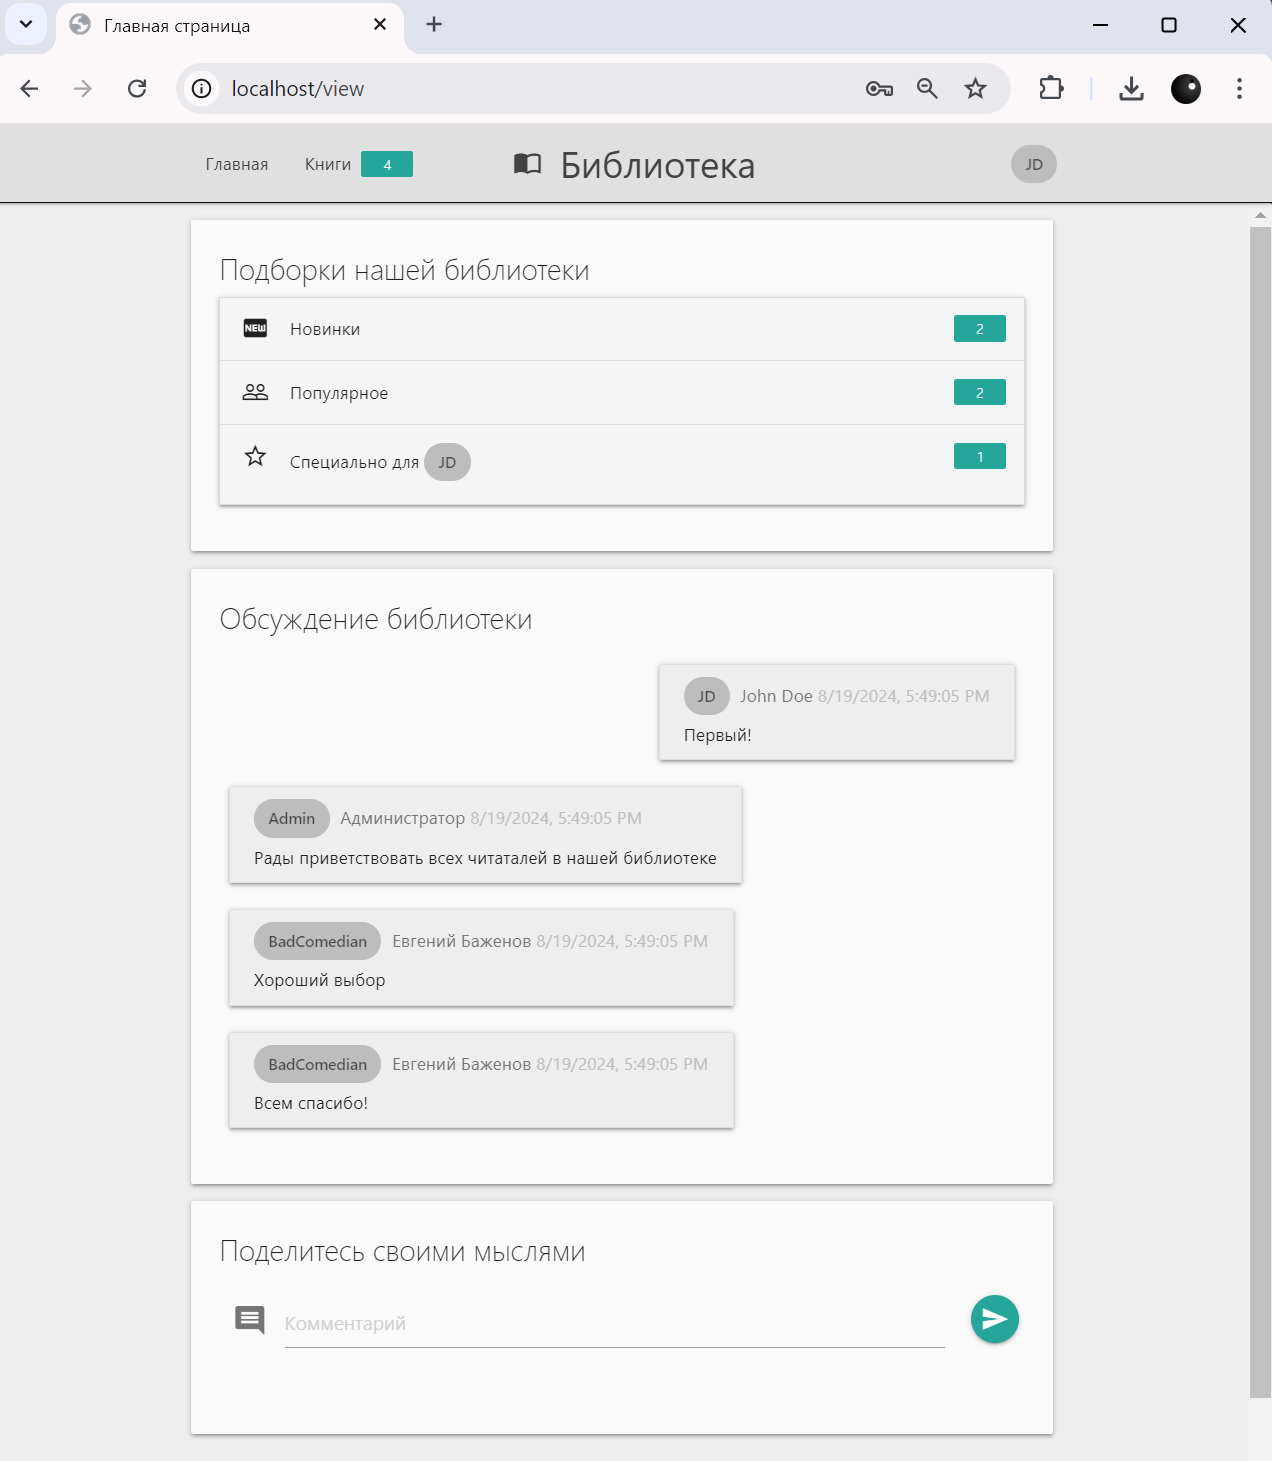 Главная страница
localhost/view
Главная Книги 4 Библиотека JD
Подборки нашей библиотеки
NEW Новинки 2
Популярное 2
Специально для JD 1
Обсуждение библиотеки
JD John Doe 8/19/2024, 5:49:05 PM
Первый!
Admin Администратор 8/19/2024, 5:49:05 PM
Рады приветствовать всех читаталей в нашей библиотеке
BadComedian Евгений Баженов 8/19/2024, 5:49:05 PM
Хороший выбор
BadComedian Евгений Баженов 8/19/2024, 5:49:05 PM
Всем спасибо!
Поделитесь своими мыслями
Комментарий